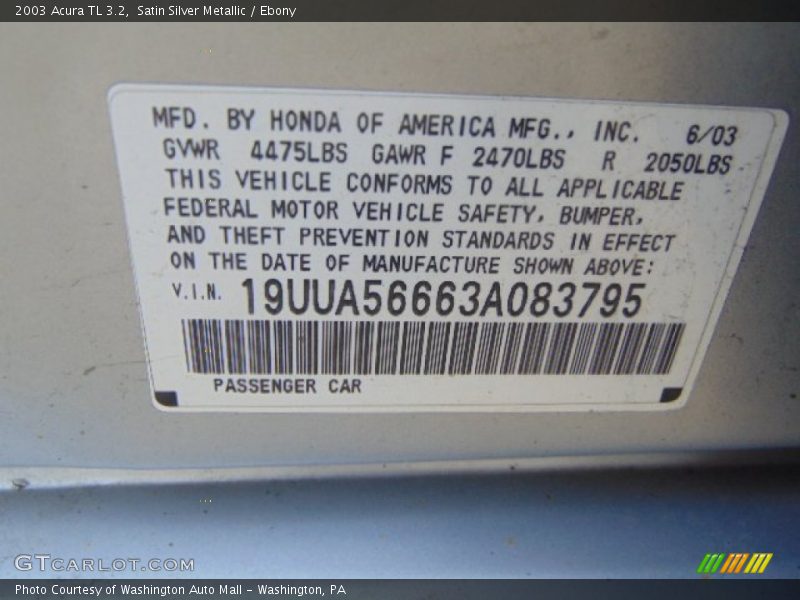 2003 Acura TL 3.2, Satin Silver Metallic / Ebony
MFD. BY HONDA OF AMERICA MFG., INC. 6/03
GVWR 4475LBS GAWR F 2470LBS R 2050LBS
THIS VEHICLE CONFORMS TO ALL APPLICABLE
FEDERAL MOTOR VEHICLE SAFETY, BUMPER,
AND THEFT PREVENTION STANDARDS IN EFFECT
ON THE DATE OF MANUFACTURE SHOWN ABOVE:
V.I.N. 19UUA56663A083795
PASSENGER CAR
GTCARLOT.COM
Photo Courtesy of Washington Auto Mall - Washington, PA